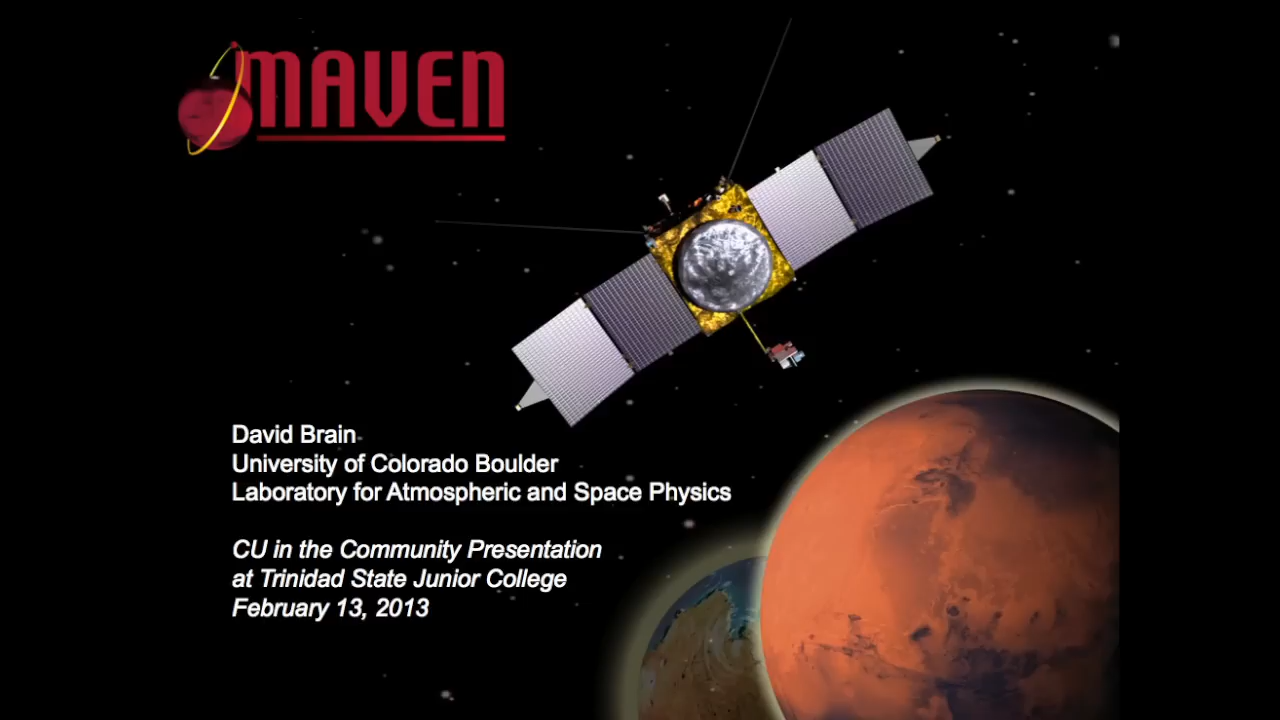 MAVEN
David Brain
University of Colorado Boulder
Laboratory for Atmospheric and Space Physics
CU in the Community Presentation
at Trinidad State Junior College
February 13, 2013